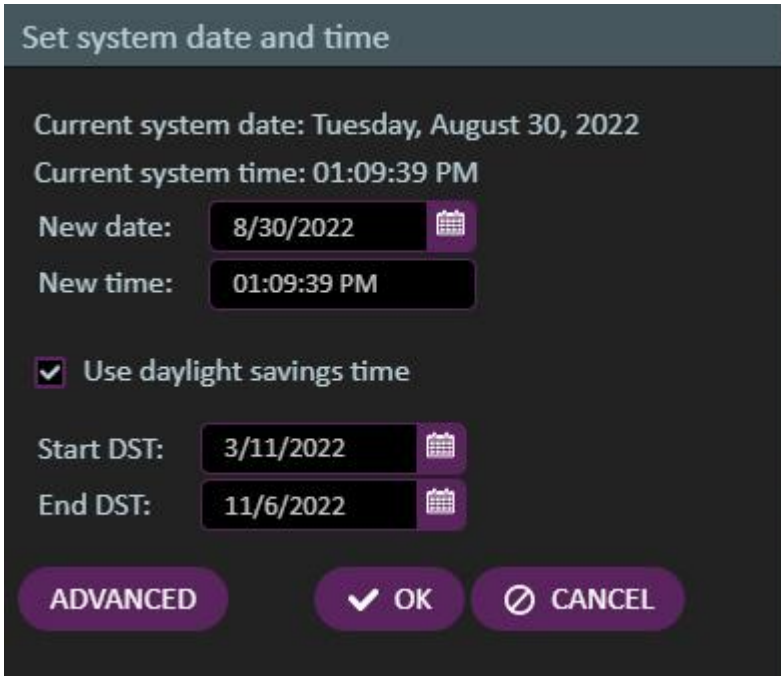 Set system date and time
Current system date: Tuesday, August 30, 2022
Current system time: 01:09:39 PM
New date: 8/30/2022
New time: 01:09:39 PM
Use daylight savings time
Start DST: 3/11/2022
End DST: 11/6/2022
ADVANCED OK CANCEL